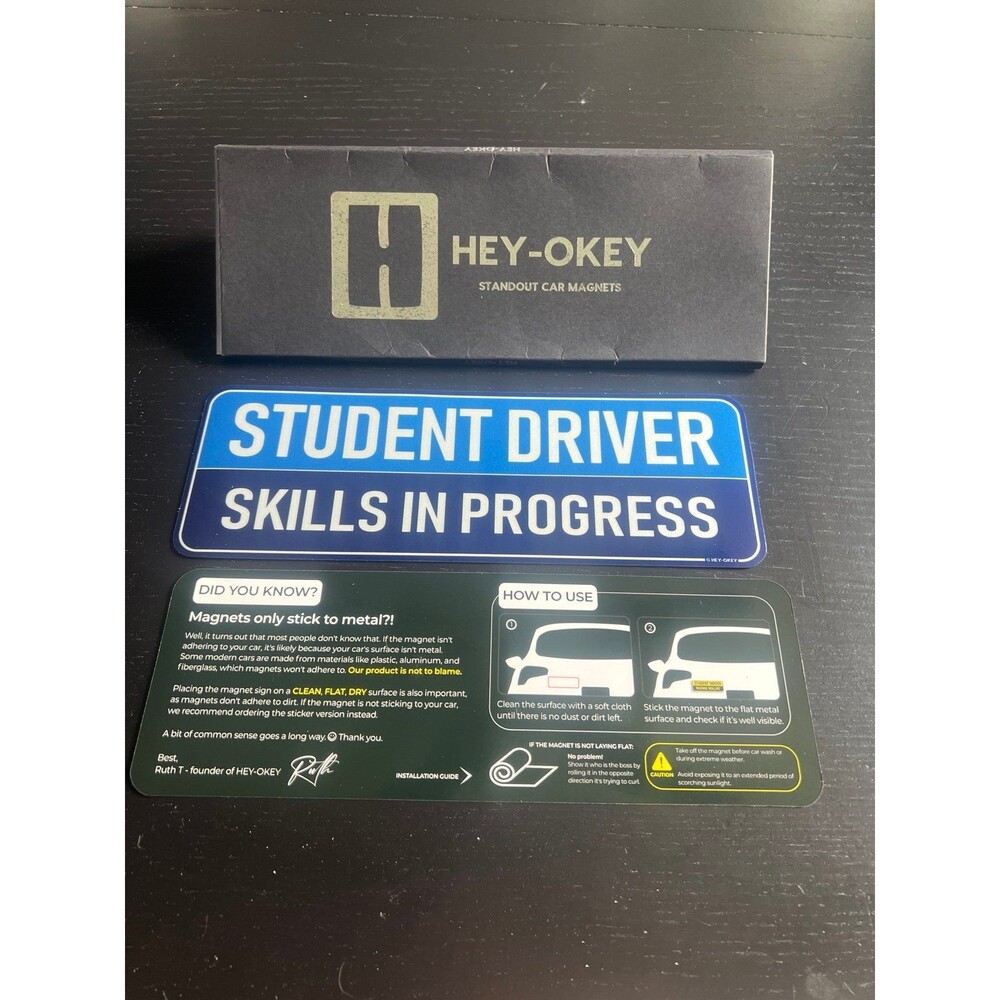 HEY-OKEY
H HEY-OKEY
STANDOUT CAR MAGNETS
STUDENT DRIVER
SKILLS IN PROGRESS
© HEY-OKEY
DID YOU KNOW?
Magnets only stick to metal?!
Well, it turns out that most people don't know that. If the magnet isn't
adhering to your car, it's likely because your car's surface isn't metal.
Some modern cars are made from materials like plastic, aluminum, and
fiberglass, which magnets won't adhere to. Our product is not to blame.
Placing the magnet sign on a CLEAN, FLAT, DRY surface is also important,
as magnets don't adhere to dirt. If the magnet is not sticking to your car,
we recommend ordering the sticker version instead.
A bit of common sense goes a long way. Thank you.
Best,
Ruth T - founder of HEY-OKEY
Ruth
INSTALLATION GUIDE
HOW TO USE
1
Clean the surface with a soft cloth
until there is no dust or dirt left.
2
STUDENT DRIVER
Stick the magnet to the flat metal
surface and check if it's well visible.
IF THE MAGNET IS NOT LAYING FLAT:
No problem!
Show it who is the boss by
rolling it in the opposite
direction it's trying to curl.
CAUTION
Take off the magnet before car wash or
during extreme weather.
Avoid exposing it to an extended period of
scorching sunlight.